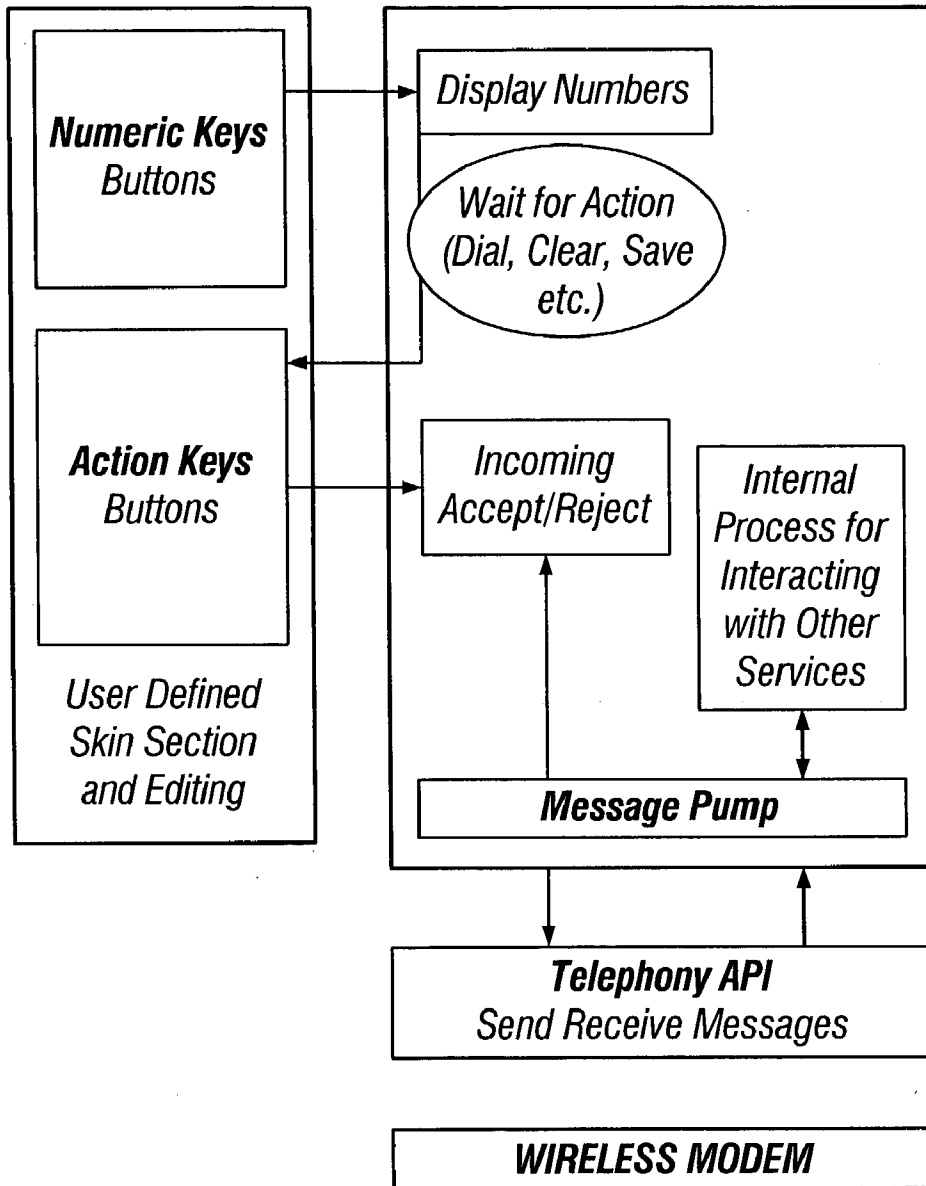 Numeric Keys
Buttons
Display Numbers
Wait for Action
(Dial, Clear, Save
etc.)
Action Keys
Buttons
Incoming
Accept/Reject
Internal
Process for
Interacting
with Other
Services
User Defined
Skin Section
and Editing
Message Pump
Telephony API
Send Receive Messages
WIRELESS MODEM